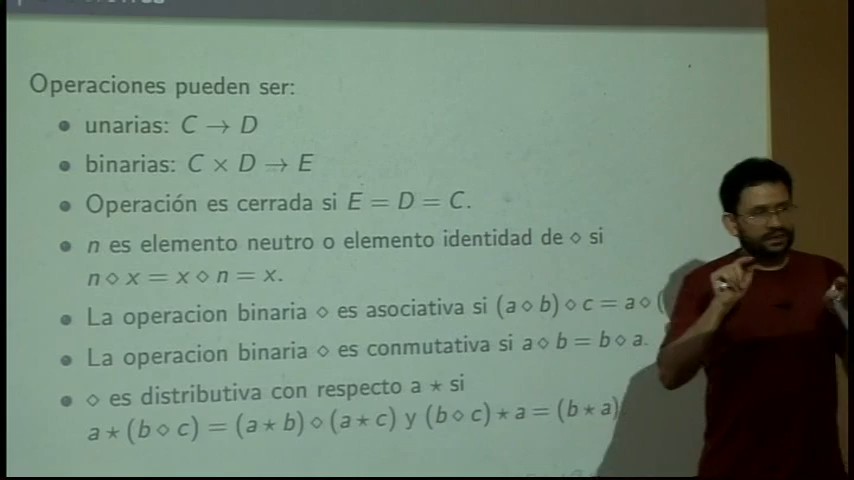 Operaciones pueden ser:
• unarias: C → D
• binarias: C × D → E
• Operación es cerrada si E = D = C.
• n es elemento neutro o elemento identidad de ⋄ si
n ⋄ x = x ⋄ n = x.
• La operacion binaria ⋄ es asociativa si (a ⋄ b) ⋄ c = a ⋄ (
• La operacion binaria ⋄ es conmutativa si a ⋄ b = b ⋄ a.
• ⋄ es distributiva con respecto a ⋆ si
a ⋆ (b ⋄ c) = (a ⋆ b) ⋄ (a ⋆ c) y (b ⋄ c) ⋆ a = (b ⋆ a)